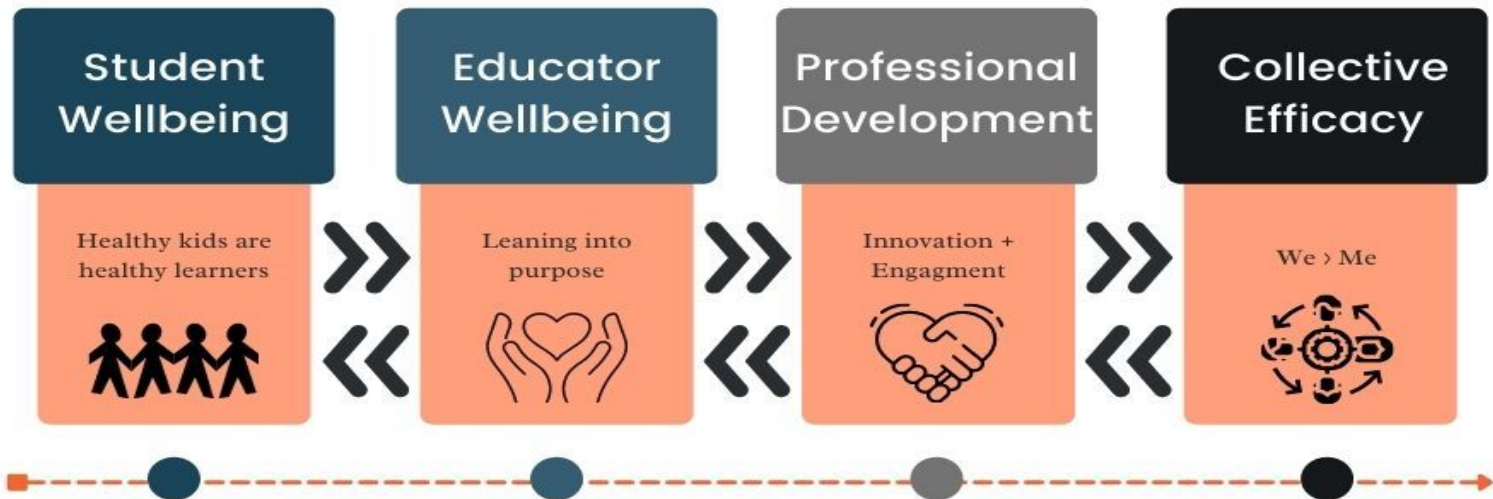 Student
Wellbeing
Healthy kids are
healthy learners
Educator
Wellbeing
Leaning into
purpose
Professional
Development
Innovation +
Engagment
Collective
Efficacy
We > Me